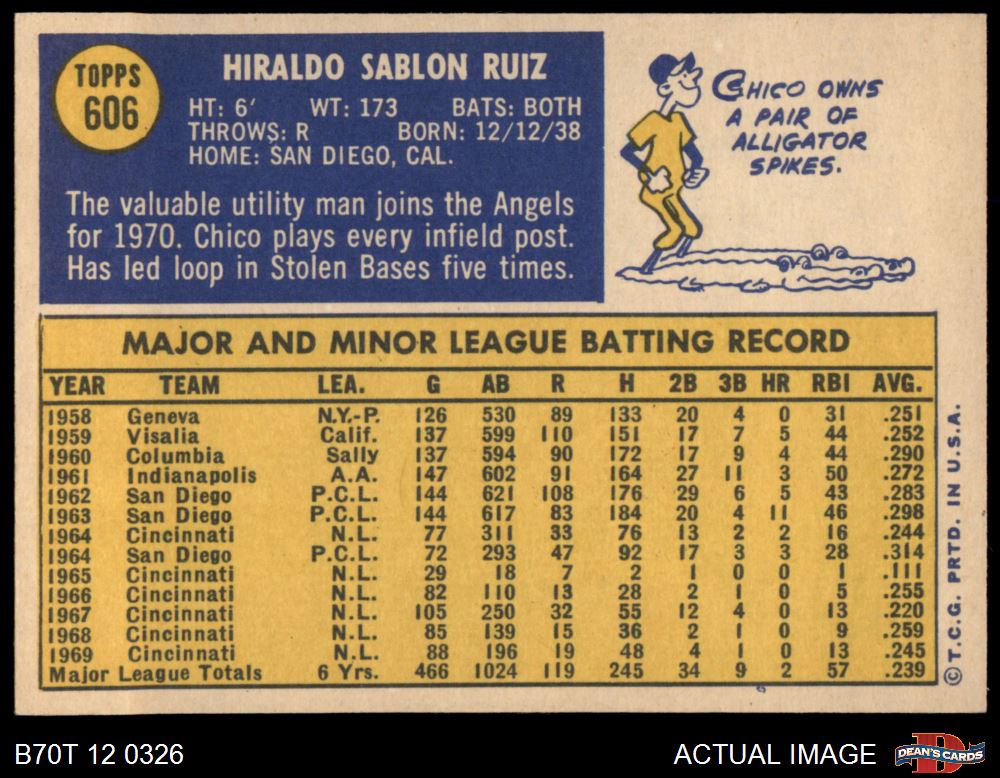 TOPPS
606
HIRALDO SABLON RUIZ
HT: 6' WT: 173 BATS: BOTH
THROWS: R BORN: 12/12/38
HOME: SAN DIEGO, CAL.
The valuable utility man joins the Angels
for 1970. Chico plays every infield post.
Has led loop in Stolen Bases five times.
CHICO OWNS
A PAIR OF
ALLIGATOR
SPIKES.
MAJOR AND MINOR LEAGUE BATTING RECORD
YEAR TEAM LEA. G AB R H 2B 3B HR RBI AVG.
1958 Geneva N.Y.-P. 126 530 89 133 20 4 0 31 .251
1959 Visalia Calif. 137 599 110 151 17 7 5 44 .252
1960 Columbia Sally 137 594 90 172 17 9 4 44 .290
1961 Indianapolis A.A. 147 602 91 164 27 11 3 50 .272
1962 San Diego P.C.L. 144 621 108 176 29 6 5 43 .283
1963 San Diego P.C.L. 144 617 83 184 20 4 11 46 .298
1964 Cincinnati N.L. 77 311 33 76 13 2 2 16 .244
1964 San Diego P.C.L. 72 293 47 92 17 3 3 28 .314
1965 Cincinnati N.L. 29 18 7 2 1 0 0 1 .111
1966 Cincinnati N.L. 82 110 13 28 2 1 0 5 .255
1967 Cincinnati N.L. 105 250 32 55 12 4 0 13 .220
1968 Cincinnati N.L. 85 139 15 36 2 1 0 9 .259
1969 Cincinnati N.L. 88 196 19 48 4 1 0 13 .245
Major League Totals 6 Yrs. 466 1024 119 245 34 9 2 57 .239
© T.C.G. PRTD. IN U.S.A.
B70T 12 0326
ACTUAL IMAGE
D
DEAN'S CARDS